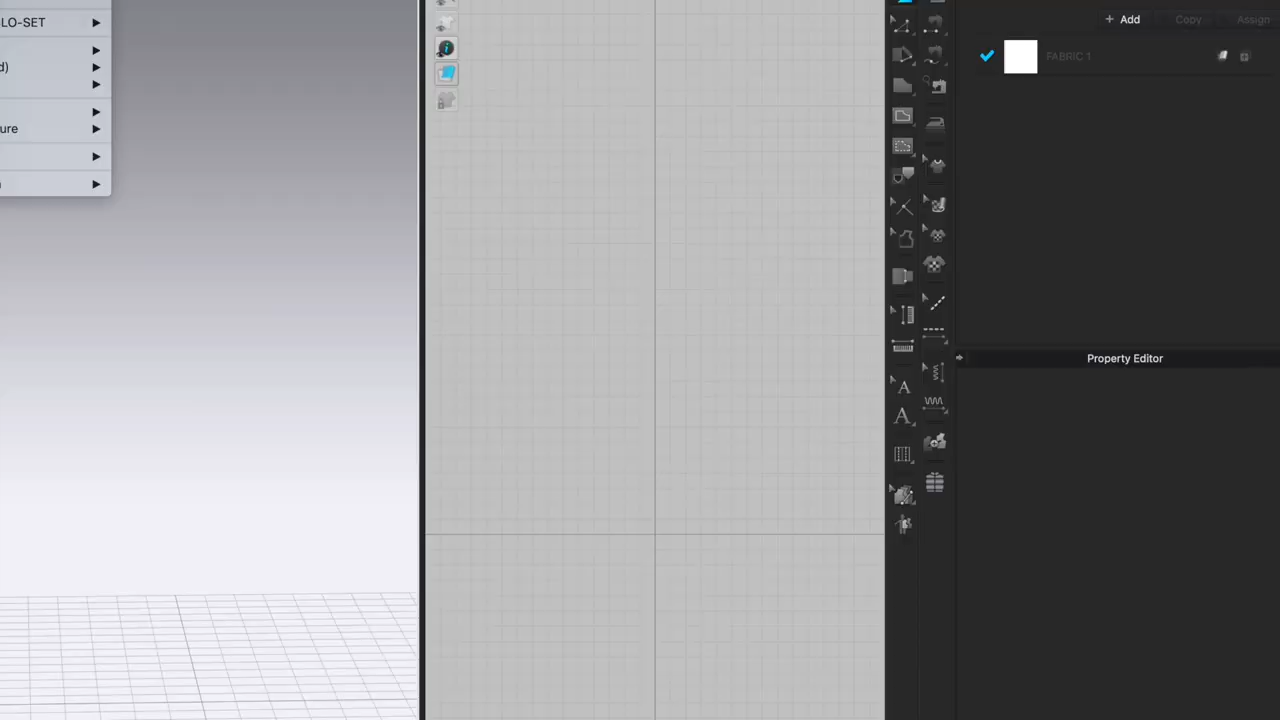 LO-SET
d)
ure
+ Add
Copy
Assign
FABRIC 1
Property Editor